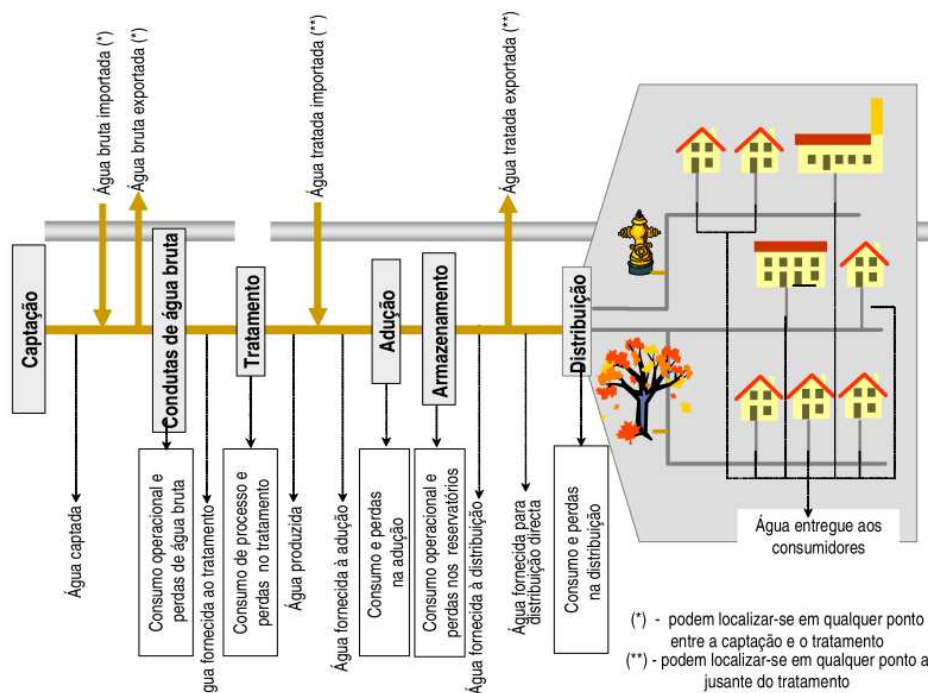 Água bruta importada (*)
Água bruta exportada (*)
Água tratada importada (**)
Água tratada exportada (**)
Captação
Condutas de água bruta
Tratamento
Adução
Armazenamento
Distribuição
Água captada
Consumo operacional e
perdas de água bruta
gua fornecida ao tratamento
Consumo de processo e
perdas no tratamento
Água produzida
Água fornecida à adução
Consumo e perdas
na adução
Consumo operacional e
perdas nos reservatórios
Água fornecida à distribuição
Água fornecida para
distribuição directa
Consumo e perdas
na distribuição
Água entregue aos
consumidores
(*) - podem localizar-se em qualquer ponto
entre a captação e o tratamento
(**) - podem localizar-se em qualquer ponto a
jusante do tratamento